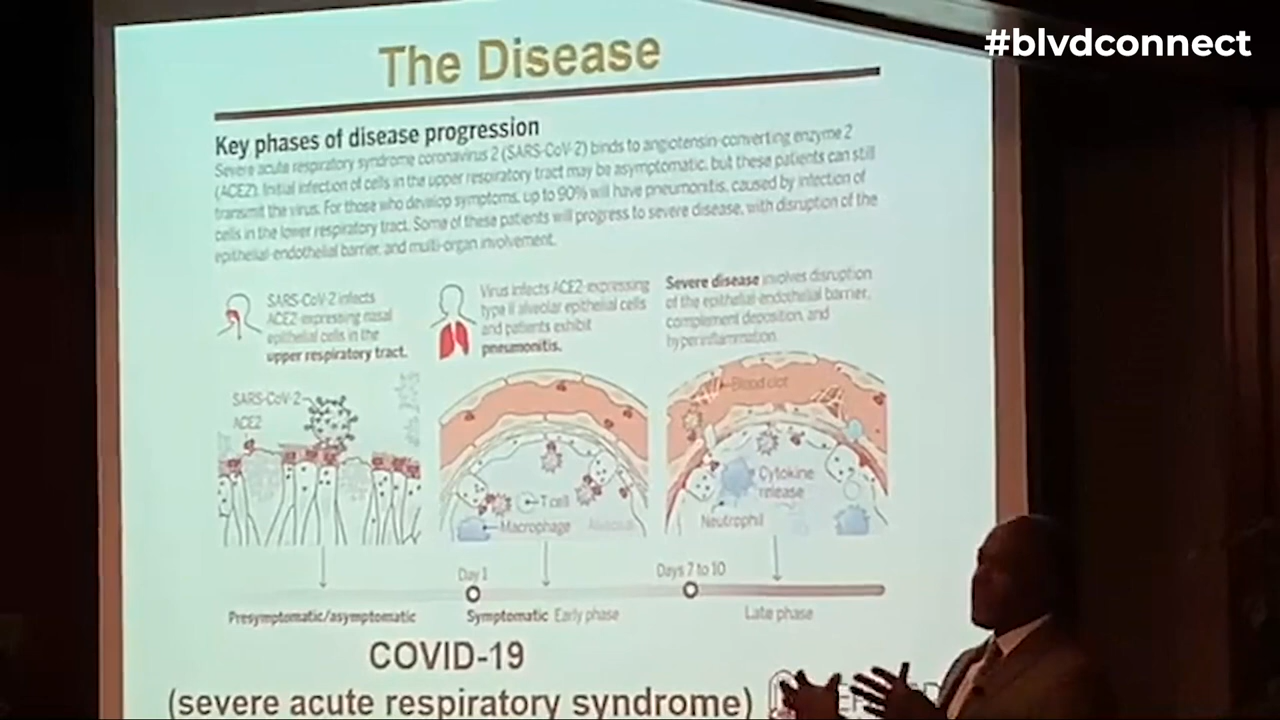 #blvdconnect
The Disease
Key phases of disease progression
Severe acute respiratory syndrome coronavirus 2 (SARS-CoV-2) binds to angiotensin-converting enzyme 2
(ACE2). Initial infection of cells in the upper respiratory tract may be asymptomatic, but these patients can still
transmit the virus. For those who develop symptoms, up to 90% will have pneumonitis, caused by infection of
cells in the lower respiratory tract. Some of these patients will progress to severe disease, with disruption of the
epithelial-endothelial barrier, and multi-organ involvement.
SARS-CoV-2 infects
ACE2-expressing nasal
epithelial cells in the
upper respiratory tract.
Virus infects ACE2-expressing
type II alveolar epithelial cells
and patients exhibit
pneumonitis.
Severe disease involves disruption
of the epithelial-endothelial barrier,
complement deposition, and
hyperinflammation.
SARS-CoV-2
ACE2
T cell
Macrophage
Blood clot
Cytokine
release
Neutrophil
Day 1
Days 7 to 10
Presymptomatic/asymptomatic
Symptomatic Early phase
Late phase
COVID-19
(severe acute respiratory syndrome)